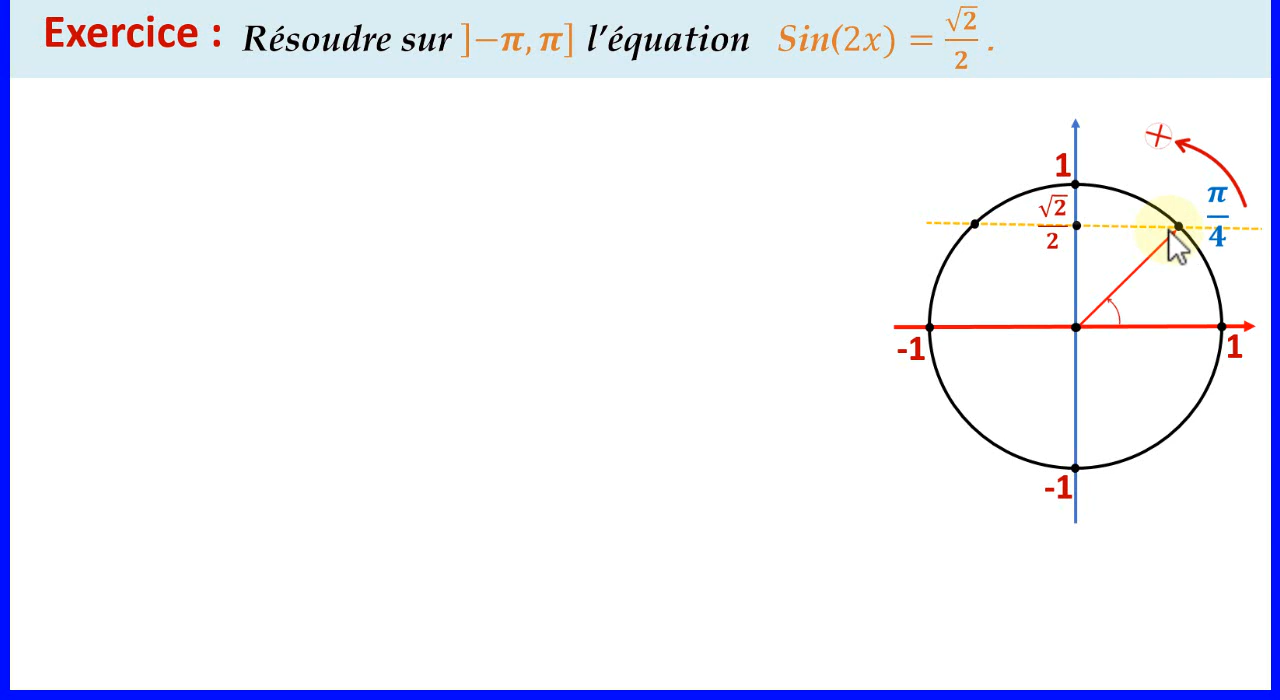 Exercice : Résoudre sur ]−π, π] l'équation Sin(2x) = √2/2 .
1
√2/2
π/4
-1
1
-1